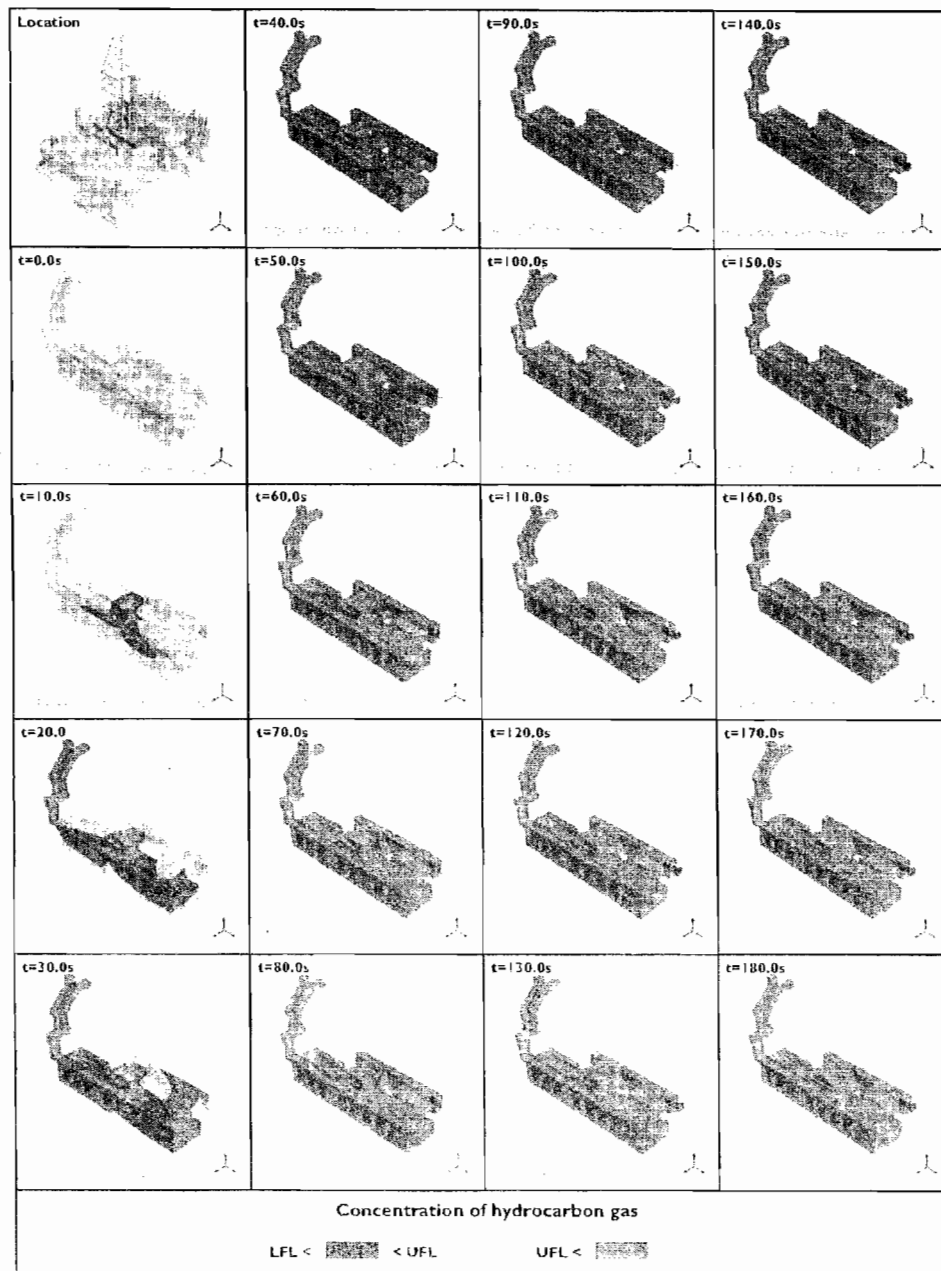 Location
t=40.0s
t=90.0s
t=140.0s
t=0.0s
t=50.0s
t=100.0s
t=150.0s
t=10.0s
t=60.0s
t=110.0s
t=160.0s
t=20.0
t=70.0s
t=120.0s
t=170.0s
t=30.0s
t=80.0s
t=130.0s
t=180.0s
Concentration of hydrocarbon gas
LFL < < UFL UFL <